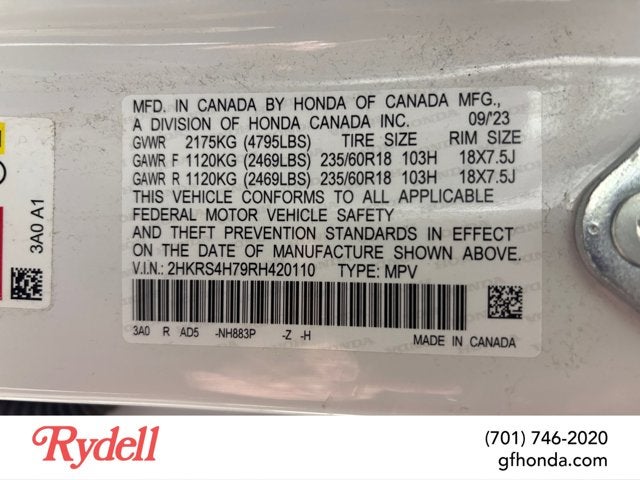 MFD. IN CANADA BY HONDA OF CANADA MFG.,
A DIVISION OF HONDA CANADA INC. 09/'23
GVWR 2175KG (4795LBS) TIRE SIZE RIM SIZE
GAWR F 1120KG (2469LBS) 235/60R18 103H 18X7.5J
GAWR R 1120KG (2469LBS) 235/60R18 103H 18X7.5J
THIS VEHICLE CONFORMS TO ALL APPLICABLE
FEDERAL MOTOR VEHICLE SAFETY
AND THEFT PREVENTION STANDARDS IN EFFECT
ON THE DATE OF MANUFACTURE SHOWN ABOVE.
V.I.N.: 2HKRS4H79RH420110 TYPE: MPV
3A0 R AD5 -NH883P -Z -H
MADE IN CANADA
3A0 A1
Rydell
(701) 746-2020
gfhonda.com